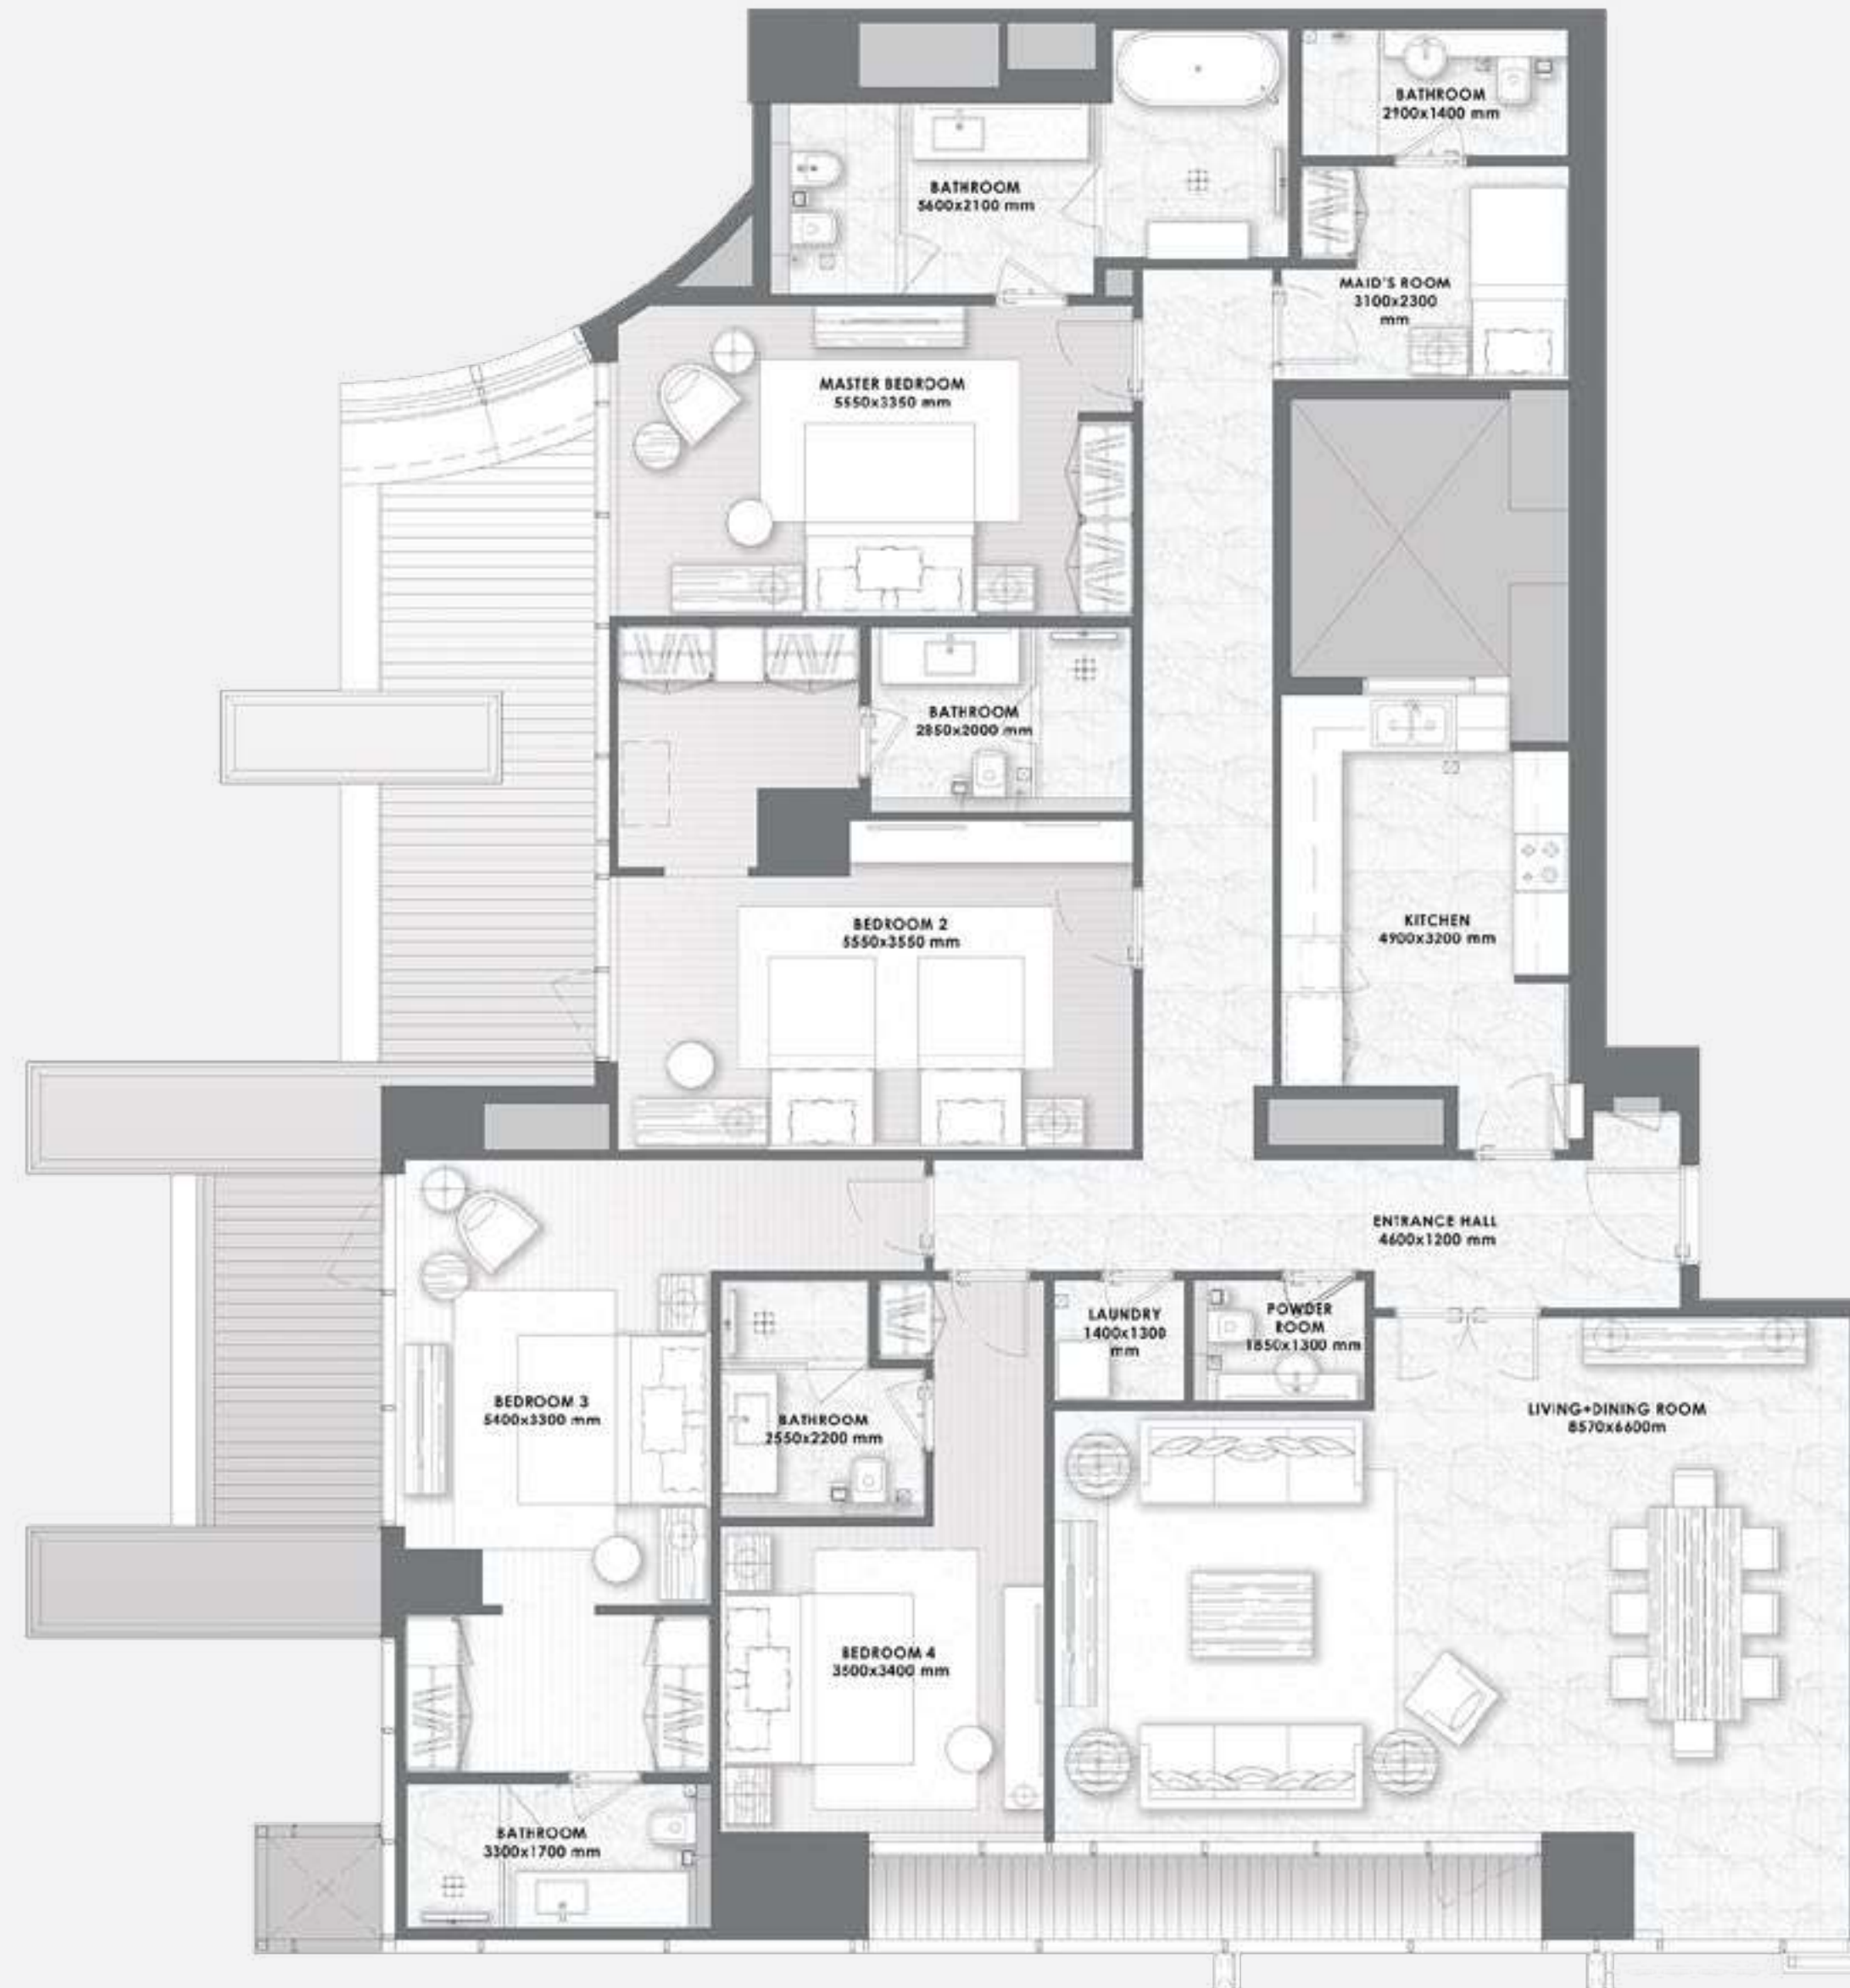 BATHROOM
2900x1400 mm
BATHROOM
5600x2100 mm
MAID'S ROOM
3100x2300
mm
MASTER BEDROOM
5550x3350 mm
BATHROOM
2850x2000 mm
BEDROOM 2
5550x3550 mm
KITCHEN
4900x3200 mm
ENTRANCE HALL
4600x1200 mm
LAUNDRY
1400x1300
mm
POWDER
ROOM
1850x1300 mm
BEDROOM 3
5400x3300 mm
BATHROOM
2550x2200 mm
LIVING+DINING ROOM
8570x6600m
BEDROOM 4
3500x3400 mm
BATHROOM
3300x1700 mm